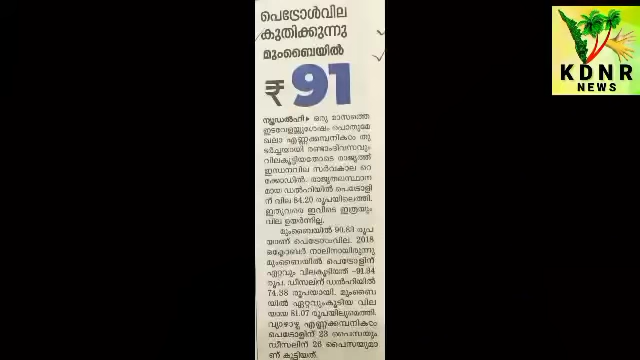 പെട്രോൾവില
കുതിക്കുന്നു
മുംബൈയിൽ
₹ 91
ന്യൂഡൽഹി ഒരു മാസത്തെ
ഇടവേളയ്ക്കുശേഷം പൊതുമേ
ഖലാ എണ്ണക്കമ്പനികൾ തു
ടർച്ചയായി രണ്ടാംദിവസവും
വിലകൂട്ടിയതോടെ രാജ്യത്ത്
ഇന്ധനവില സർവകാല റെ
ക്കോഡിൽ. രാജ്യതലസ്ഥാന
മായ ഡൽഹിയിൽ പെട്രോളി
ന് വില 84.20 രൂപയിലെത്തി.
ഇതുവരെ ഇവിടെ ഇത്രയും
വില ഉയർന്നിട്ടില്ല.
മുംബൈയിൽ 90.83 രൂപ
യാണ് പെട്രോൾവില. 2018
ഒക്ടോബർ നാലിനായിരുന്നു
മുംബൈയിൽ പെട്രോളിന്
ഏറ്റവും വിലകൂടിയത് -91.34
രൂപ. ഡീസലിന് ഡൽഹിയിൽ
74.38 രൂപയായി. മുംബൈ
യിൽ ഏറ്റവുംകൂടിയ വില
യായ 81.07 രൂപയിലുമെത്തി.
വ്യാഴാഴ്ച എണ്ണക്കമ്പനികൾ
പെട്രോളിന് 23 പൈസയും
ഡീസലിന് 26 പൈസയുമാ
ണ് കൂട്ടിയത്.
KDNR
NEWS